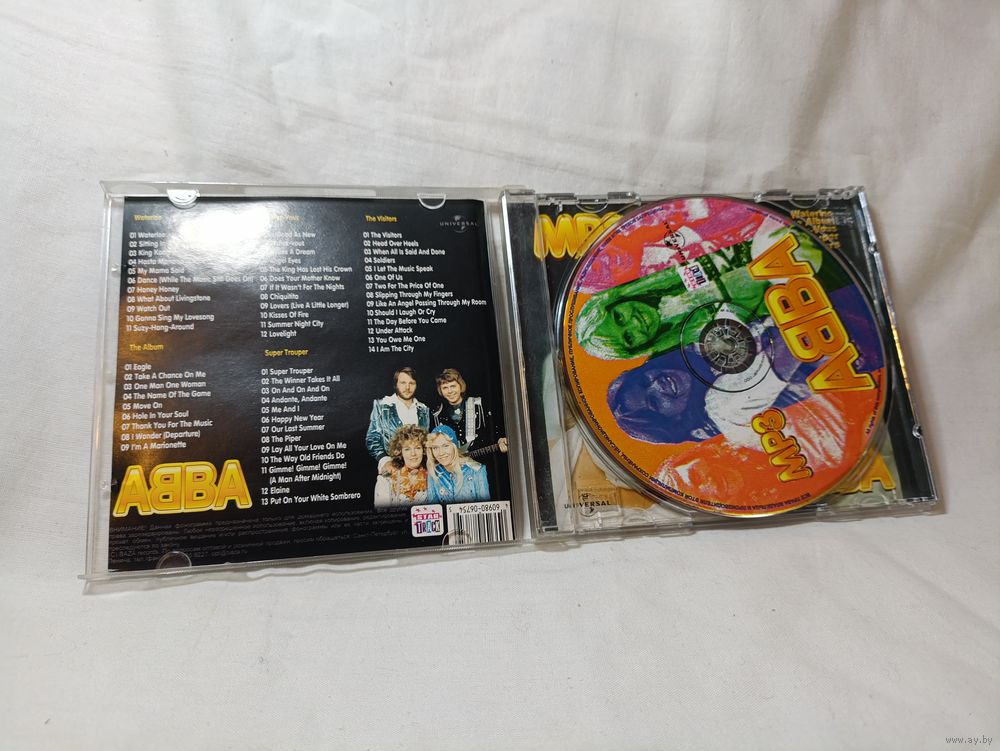 Waterloo
01 Waterloo
02 Sitting In
03 King Kong
04 Hasta Mañana
05 My Mama Said
06 Dance (While The Music Still Goes On)
07 Honey Honey
08 What About Livingstone
09 Watch Out
10 Gonna Sing My Lovesong
11 Suzy-Hang-Around
The Album
01 Eagle
02 Take A Chance On Me
03 One Man One Woman
04 The Name Of The Game
05 Move On
06 Hole In Your Soul
07 Thank You For The Music
08 I Wonder (Departure)
09 I'm A Marionette
ABBA
Vous
As Good As New
A Dream
Angel Eyes
05 The King Has Lost His Crown
06 Does Your Mother Know
07 If It Wasn't For The Nights
08 Chiquitita
09 Lovers (Live A Little Longer)
10 Kisses Of Fire
11 Summer Night City
12 Lovelight
Super Trouper
01 Super Trouper
02 The Winner Takes It All
03 On And On And On
04 Andante, Andante
05 Me And I
06 Happy New Year
07 Our Last Summer
08 The Piper
09 Lay All Your Love On Me
10 The Way Old Friends Do
11 Gimme! Gimme! Gimme!
(A Man After Midnight)
12 Elaine
13 Put On Your White Sombrero
The Visitors
01 The Visitors
02 Head Over Heels
03 When All Is Said And Done
04 Soldiers
05 I Let The Music Speak
06 One Of Us
07 Two For The Price Of One
08 Slipping Through My Fingers
09 Like An Angel Passing Through My Room
10 Should I Laugh Or Cry
11 The Day Before You Came
12 Under Attack
13 You Owe Me One
14 I Am The City
UNIVERSAL
STAR
TRACK
4 60980 06754 5
MP3
Waterloo
Album
Vous
ABBA
MP3
UNIVERSAL
BA
www.ay.by